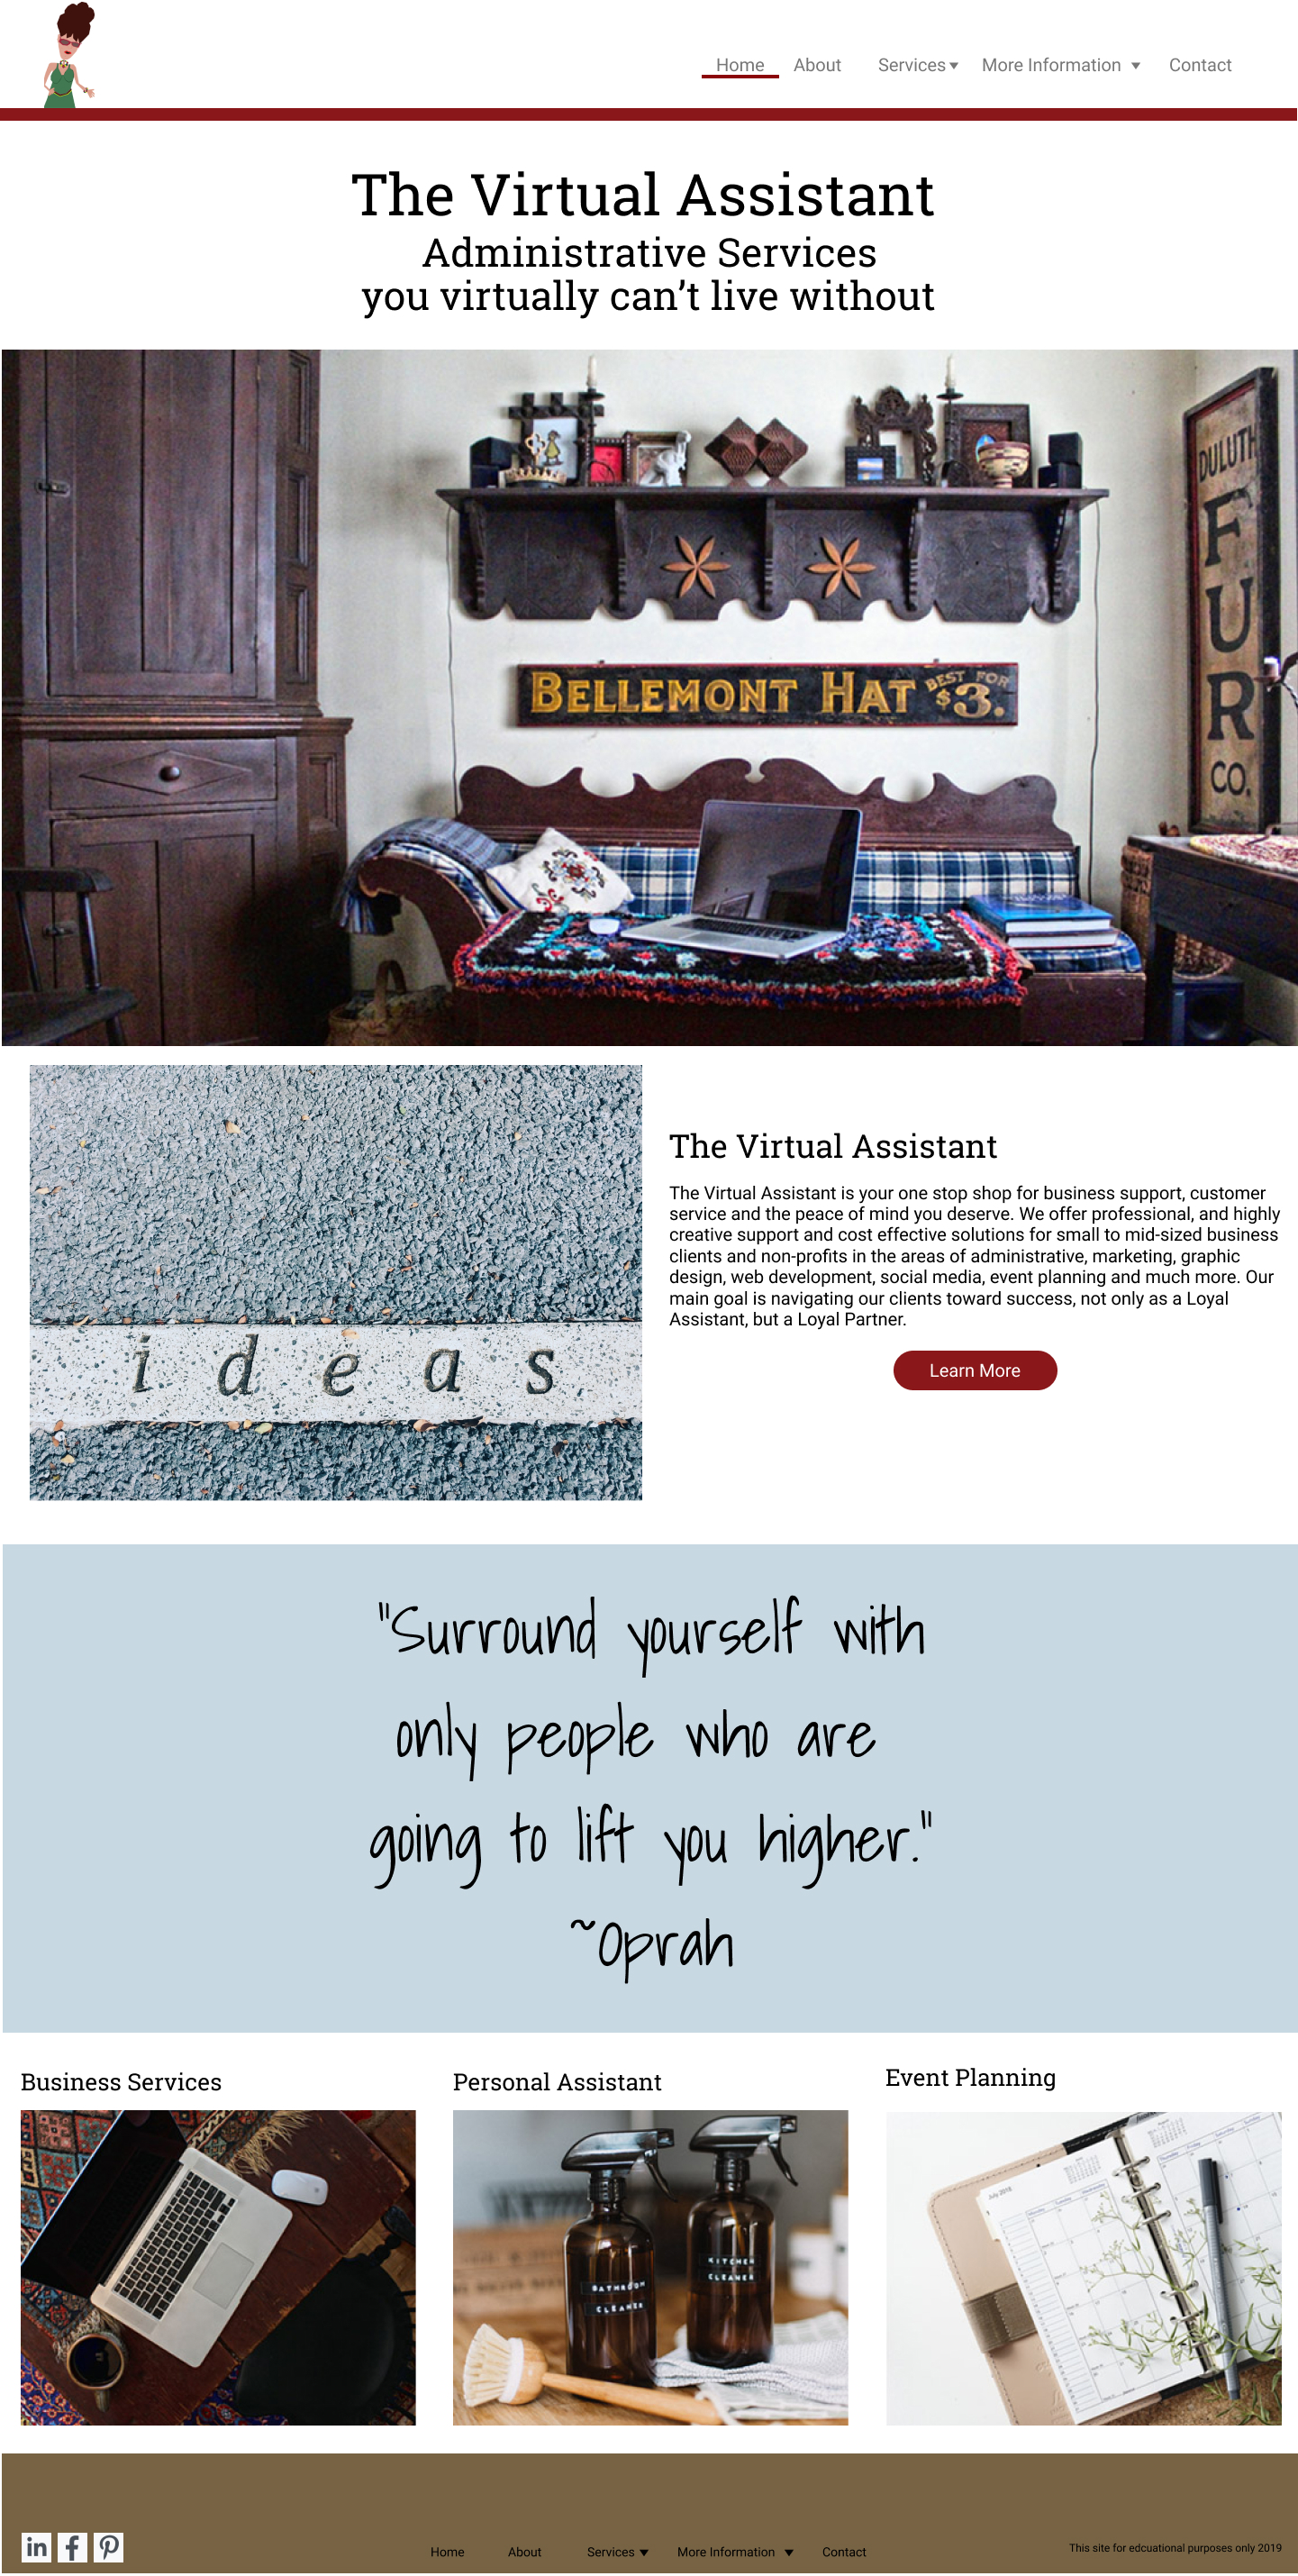 Home About Services More Information Contact
The Virtual Assistant
Administrative Services
you virtually can’t live without
DULUTH
FUR
CO.
BELLEMONT HAT BEST FOR $3.
ideas
The Virtual Assistant
The Virtual Assistant is your one stop shop for business support, customer
service and the peace of mind you deserve. We offer professional, and highly
creative support and cost effective solutions for small to mid-sized business
clients and non-profits in the areas of administrative, marketing, graphic
design, web development, social media, event planning and much more. Our
main goal is navigating our clients toward success, not only as a Loyal
Assistant, but a Loyal Partner.
Learn More
"Surround yourself with
only people who are
going to lift you higher."
~Oprah
Business Services
Personal Assistant
Event Planning
BATHROOM
CLEANER
KITCHEN
CLEANER
July 2015
in f
Home About Services More Information Contact
This site for edcuational purposes only 2019